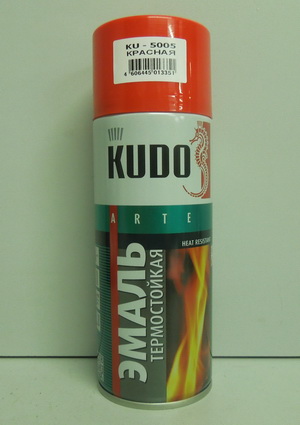 KU - 5005
КРАСНАЯ
4 606445 013351
KUDO
ARTE
HEAT RESISTANT
ЭМАЛЬ
ТЕРМОСТОЙКАЯ